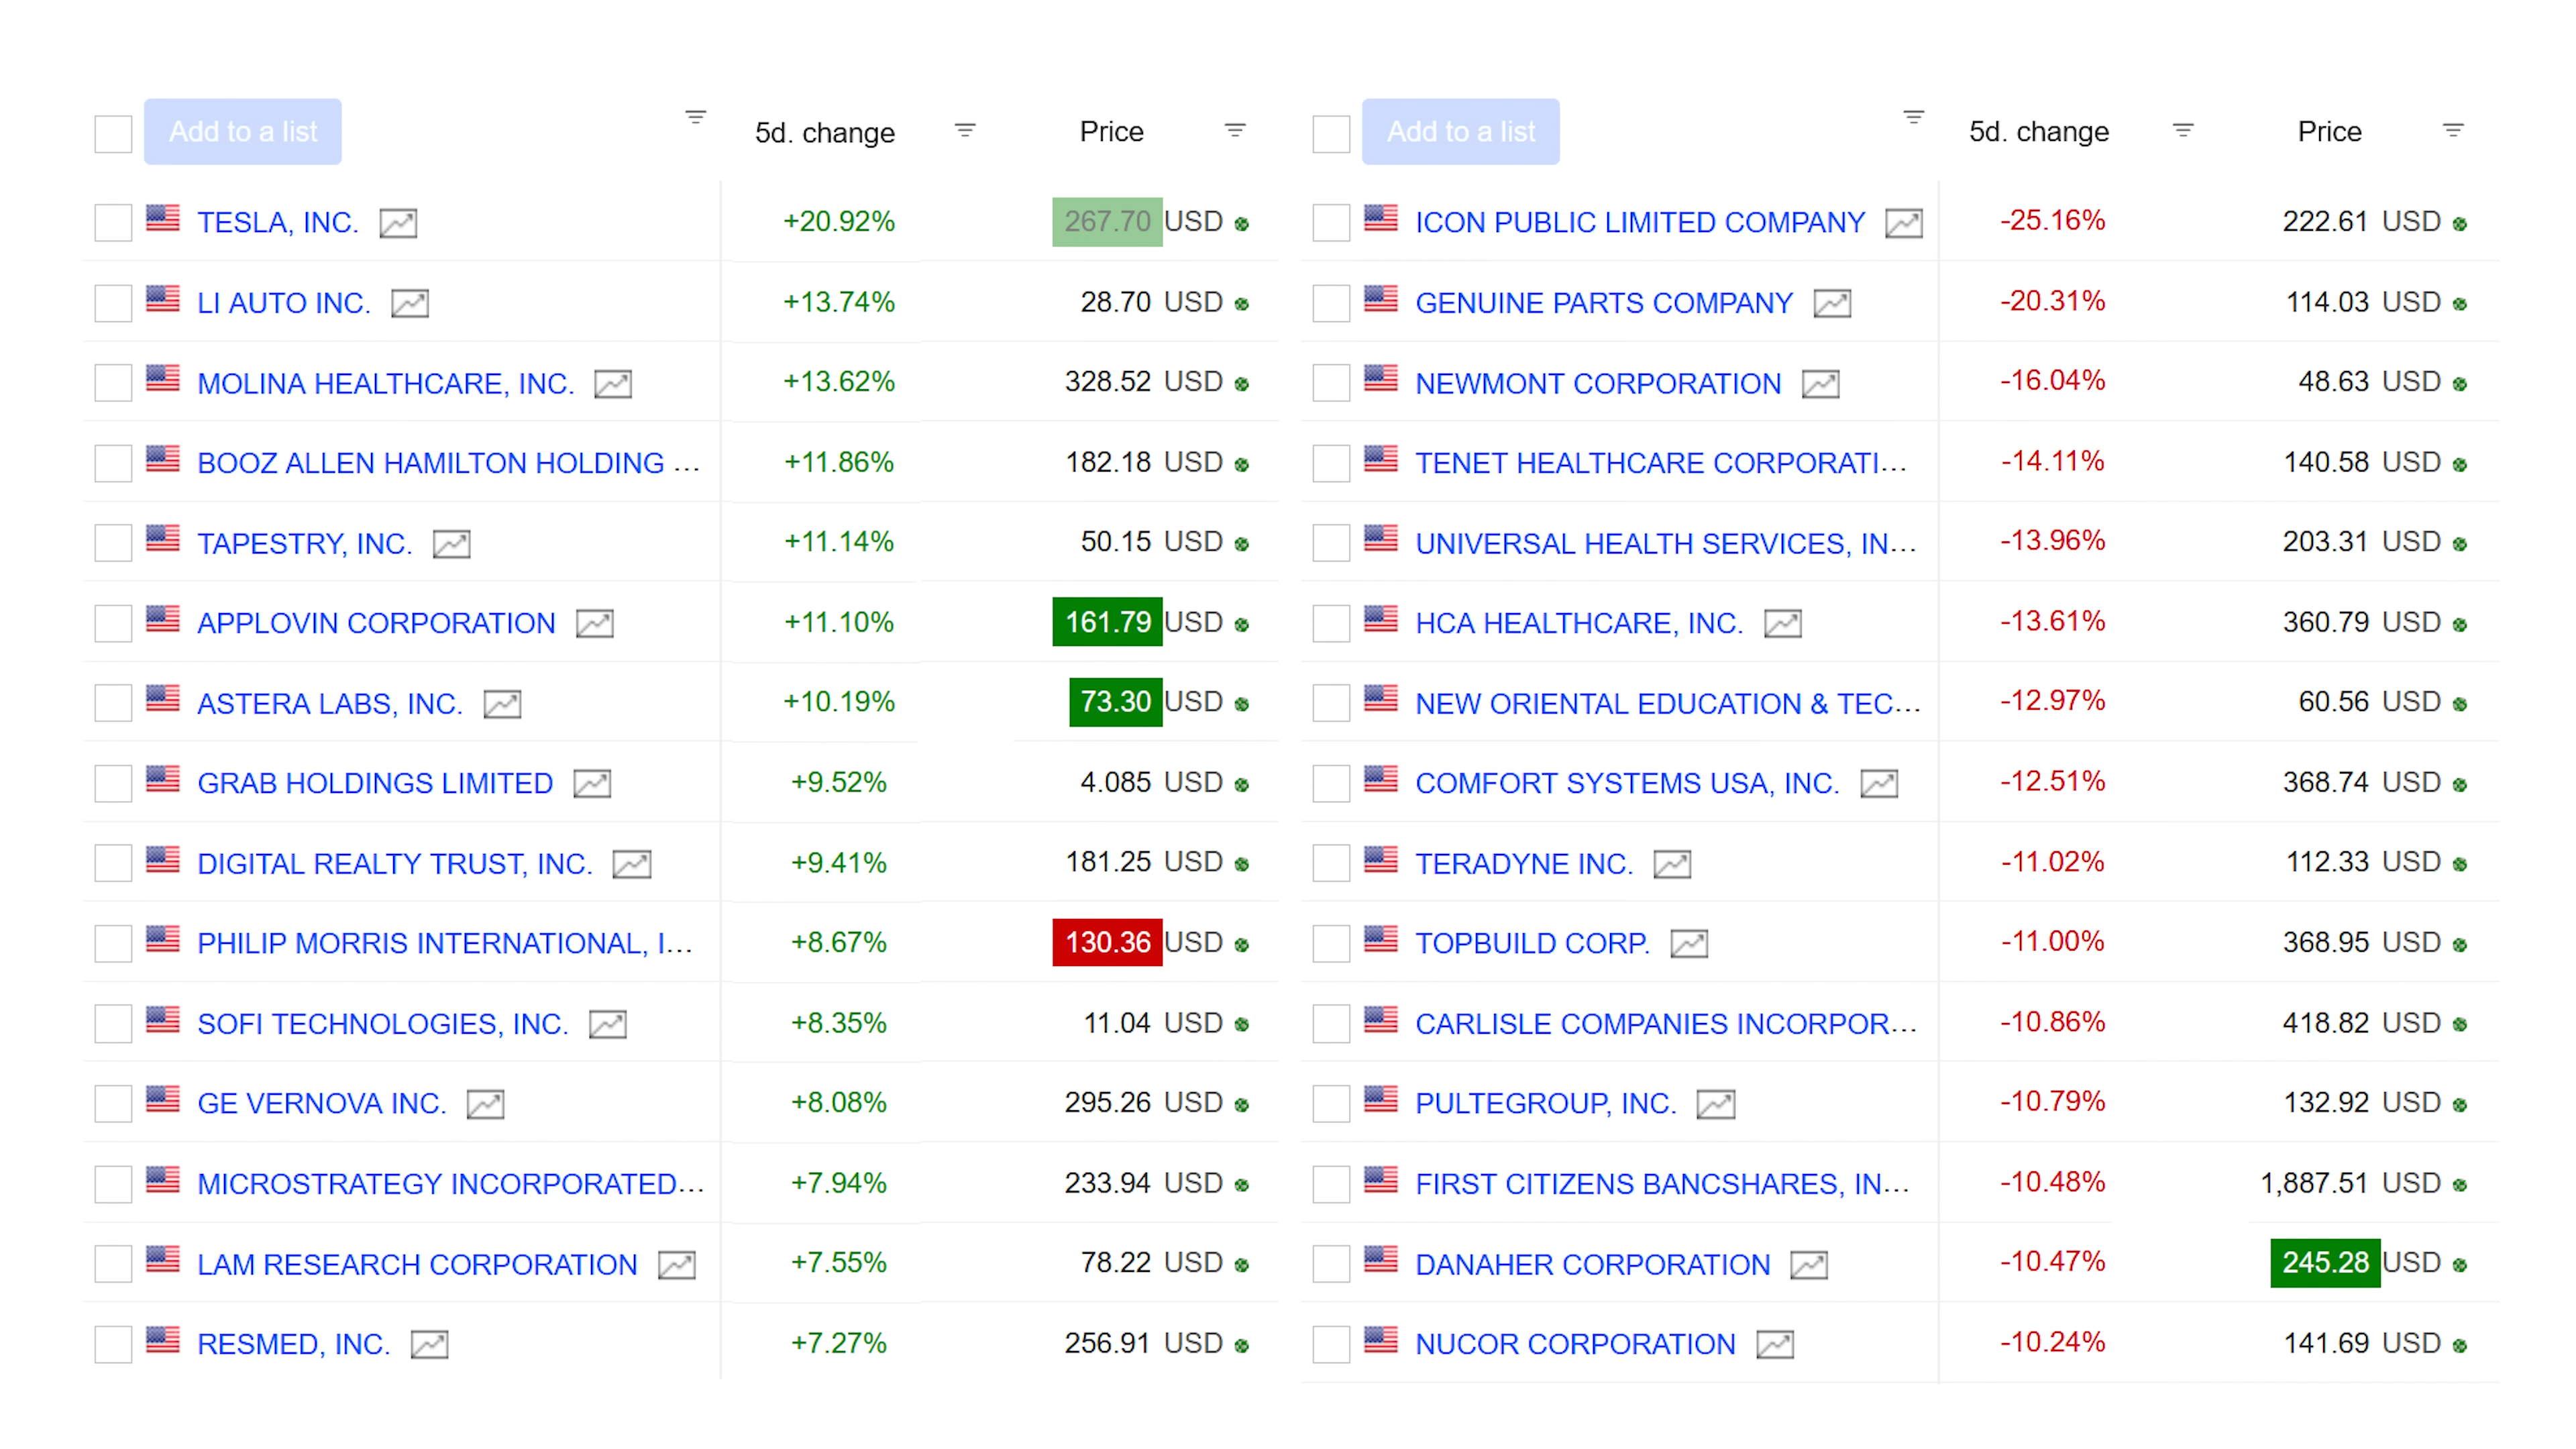 Add to a list 5d. change Price
TESLA, INC. +20.92% 267.70 USD
LI AUTO INC. +13.74% 28.70 USD
MOLINA HEALTHCARE, INC. +13.62% 328.52 USD
BOOZ ALLEN HAMILTON HOLDING ... +11.86% 182.18 USD
TAPESTRY, INC. +11.14% 50.15 USD
APPLOVIN CORPORATION +11.10% 161.79 USD
ASTERA LABS, INC. +10.19% 73.30 USD
GRAB HOLDINGS LIMITED +9.52% 4.085 USD
DIGITAL REALTY TRUST, INC. +9.41% 181.25 USD
PHILIP MORRIS INTERNATIONAL, I... +8.67% 130.36 USD
SOFI TECHNOLOGIES, INC. +8.35% 11.04 USD
GE VERNOVA INC. +8.08% 295.26 USD
MICROSTRATEGY INCORPORATED... +7.94% 233.94 USD
LAM RESEARCH CORPORATION +7.55% 78.22 USD
RESMED, INC. +7.27% 256.91 USD
Add to a list 5d. change Price
ICON PUBLIC LIMITED COMPANY -25.16% 222.61 USD
GENUINE PARTS COMPANY -20.31% 114.03 USD
NEWMONT CORPORATION -16.04% 48.63 USD
TENET HEALTHCARE CORPORATI... -14.11% 140.58 USD
UNIVERSAL HEALTH SERVICES, IN... -13.96% 203.31 USD
HCA HEALTHCARE, INC. -13.61% 360.79 USD
NEW ORIENTAL EDUCATION & TEC... -12.97% 60.56 USD
COMFORT SYSTEMS USA, INC. -12.51% 368.74 USD
TERADYNE INC. -11.02% 112.33 USD
TOPBUILD CORP. -11.00% 368.95 USD
CARLISLE COMPANIES INCORPOR... -10.86% 418.82 USD
PULTEGROUP, INC. -10.79% 132.92 USD
FIRST CITIZENS BANCSHARES, IN... -10.48% 1,887.51 USD
DANAHER CORPORATION -10.47% 245.28 USD
NUCOR CORPORATION -10.24% 141.69 USD